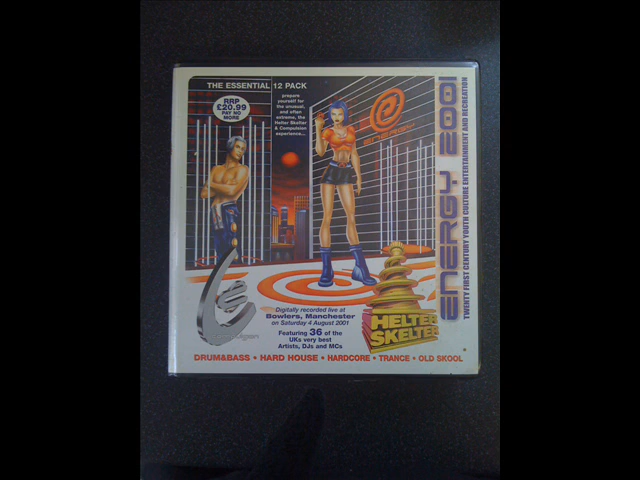 THE ESSENTIAL 12 PACK
RRP
£20.99
PAY NO
MORE
prepare
yourself for
the unusual,
and often
extreme, the
Helter Skelter
& Compulsion
experience...
ENERGY 2001
TWENTY FIRST CENTURY YOUTH CULTURE ENTERTAINMENT AND RECREATION
Digitally recorded live at
Bowlers, Manchester
on Saturday 4 August 2001
Featuring 36 of the
UKs very best
Artists, DJs and MCs
HELTER
SKELTER
DRUM&BASS • HARD HOUSE • HARDCORE • TRANCE • OLD SKOOL